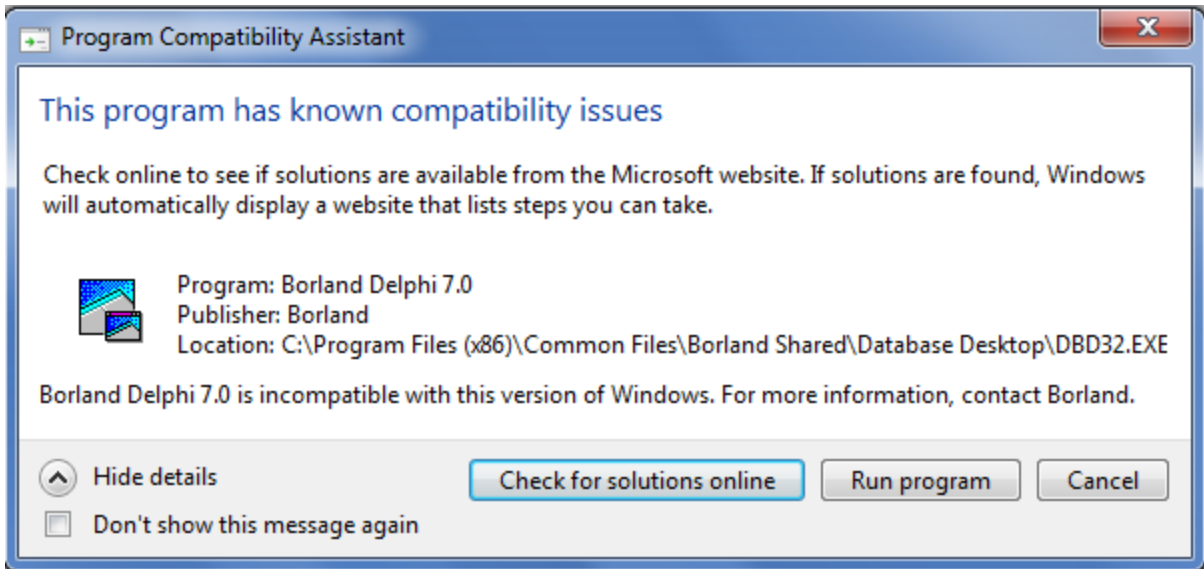 Program Compatibility Assistant
This program has known compatibility issues
Check online to see if solutions are available from the Microsoft website. If solutions are found, Windows
will automatically display a website that lists steps you can take.
Program: Borland Delphi 7.0
Publisher: Borland
Location: C:\Program Files (x86)\Common Files\Borland Shared\Database Desktop\DBD32.EXE
Borland Delphi 7.0 is incompatible with this version of Windows. For more information, contact Borland.
Hide details
Check for solutions online
Run program
Cancel
Don't show this message again